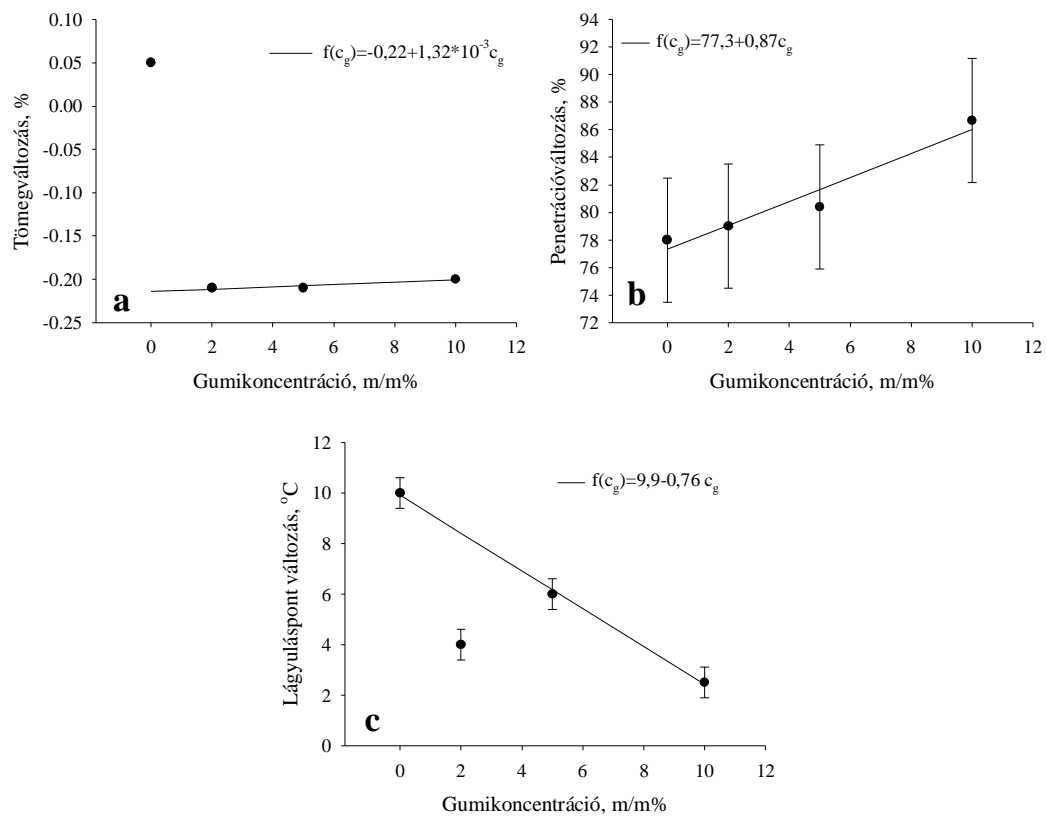 0.10
0.05
0.00
-0.05
-0.10
-0.15
-0.20
-0.25
Tömegváltozás, %
f(c_g)=-0,22+1,32*10^-3c_g
a
0 2 4 6 8 10 12
Gumikoncentráció, m/m%
94
92
90
88
86
84
82
80
78
76
74
72
Penetrációváltozás, %
f(c_g)=77,3+0,87c_g
b
0 2 4 6 8 10 12
Gumikoncentráció, m/m%
12
10
8
6
4
2
0
Lágyuláspont változás, °C
f(c_g)=9,9-0,76 c_g
c
0 2 4 6 8 10 12
Gumikoncentráció, m/m%